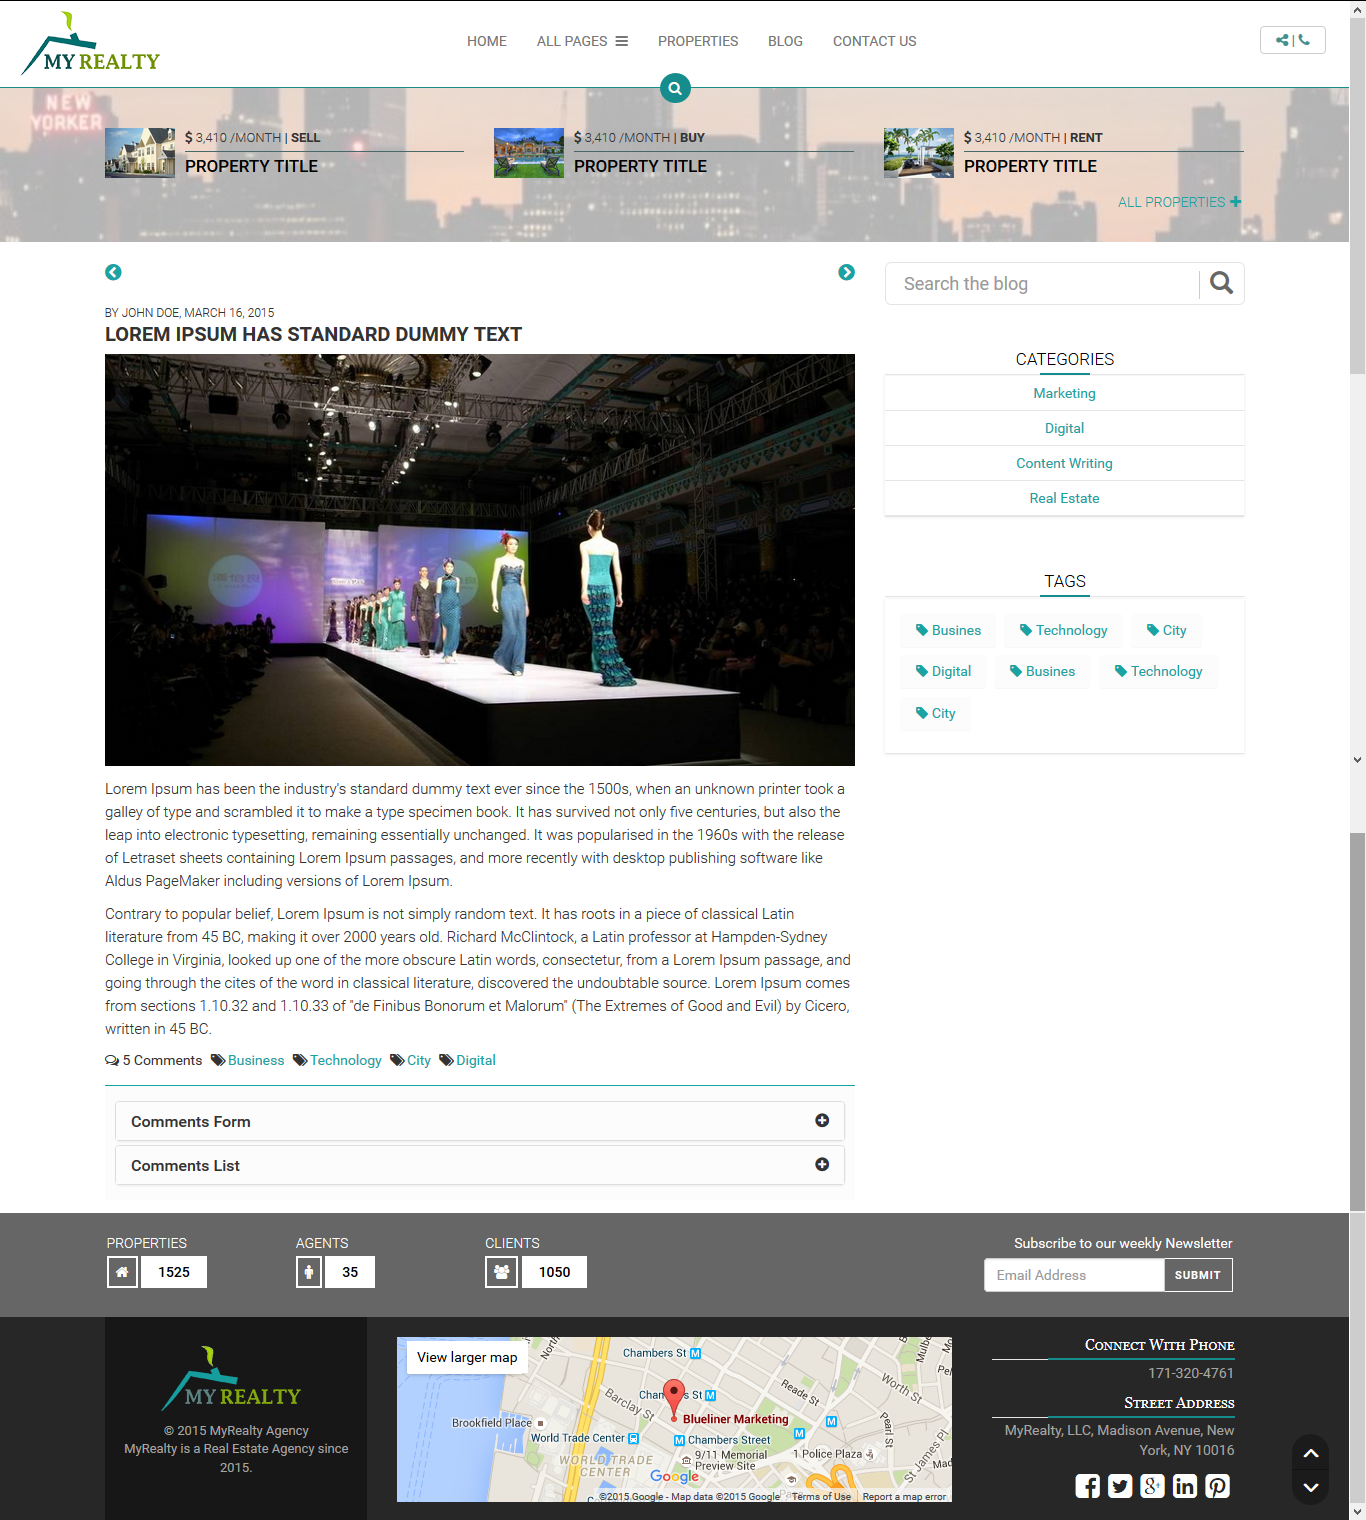 MY REALTY
HOME
ALL PAGES
PROPERTIES
BLOG
CONTACT US
NEW
YORKER
$ 3,410 /MONTH | SELL
PROPERTY TITLE
$ 3,410 /MONTH | BUY
PROPERTY TITLE
$ 3,410 /MONTH | RENT
PROPERTY TITLE
ALL PROPERTIES
BY JOHN DOE, MARCH 16, 2015
LOREM IPSUM HAS STANDARD DUMMY TEXT
Lorem Ipsum has been the industry's standard dummy text ever since the 1500s, when an unknown printer took a
galley of type and scrambled it to make a type specimen book. It has survived not only five centuries, but also the
leap into electronic typesetting, remaining essentially unchanged. It was popularised in the 1960s with the release
of Letraset sheets containing Lorem Ipsum passages, and more recently with desktop publishing software like
Aldus PageMaker including versions of Lorem Ipsum.
Contrary to popular belief, Lorem Ipsum is not simply random text. It has roots in a piece of classical Latin
literature from 45 BC, making it over 2000 years old. Richard McClintock, a Latin professor at Hampden-Sydney
College in Virginia, looked up one of the more obscure Latin words, consectetur, from a Lorem Ipsum passage, and
going through the cites of the word in classical literature, discovered the undoubtable source. Lorem Ipsum comes
from sections 1.10.32 and 1.10.33 of "de Finibus Bonorum et Malorum" (The Extremes of Good and Evil) by Cicero,
written in 45 BC.
5 Comments Business Technology City Digital
Comments Form
Comments List
Search the blog
CATEGORIES
Marketing
Digital
Content Writing
Real Estate
TAGS
Busines Technology City
Digital Busines Technology
City
PROPERTIES
1525
AGENTS
35
CLIENTS
1050
Subscribe to our weekly Newsletter
Email Address
SUBMIT
MY REALTY
© 2015 MyRealty Agency
MyRealty is a Real Estate Agency since
2015.
View larger map
Chambers St M
Chambers St M
Reade St
Worth St
Barclay St
Brookfield Place
Blueliner Marketing
World Trade Center
M Chambers Street
Pearl St
WORLD TRADE
CENTER
9/11 Memorial
Preview Site
1 Police Plaza
St James Pl
Google
©2015 Google - Map data ©2015 Google
Terms of Use
Report a map error
Connect With Phone
171-320-4761
Street Address
MyRealty, LLC, Madison Avenue, New
York, NY 10016